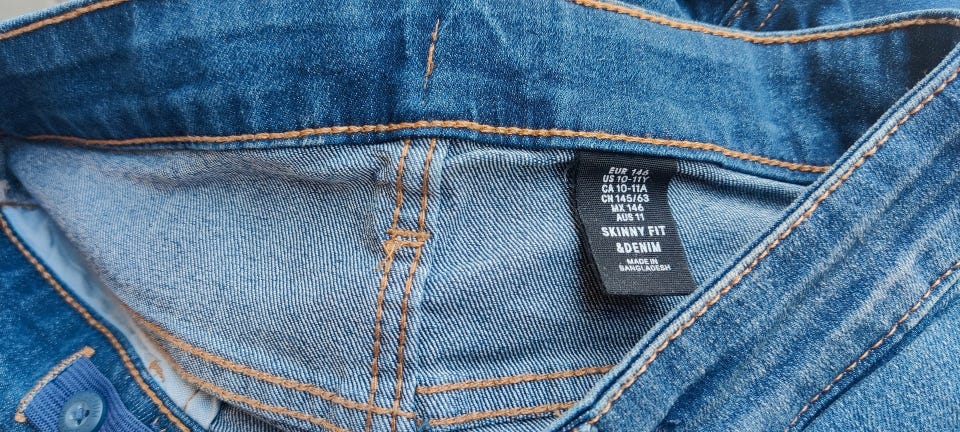 EUR 146
US 10-11Y
CA 10-11A
CN 145/63
MX 146
AUS 11
SKINNY FIT
&DENIM
MADE IN
BANGLADESH